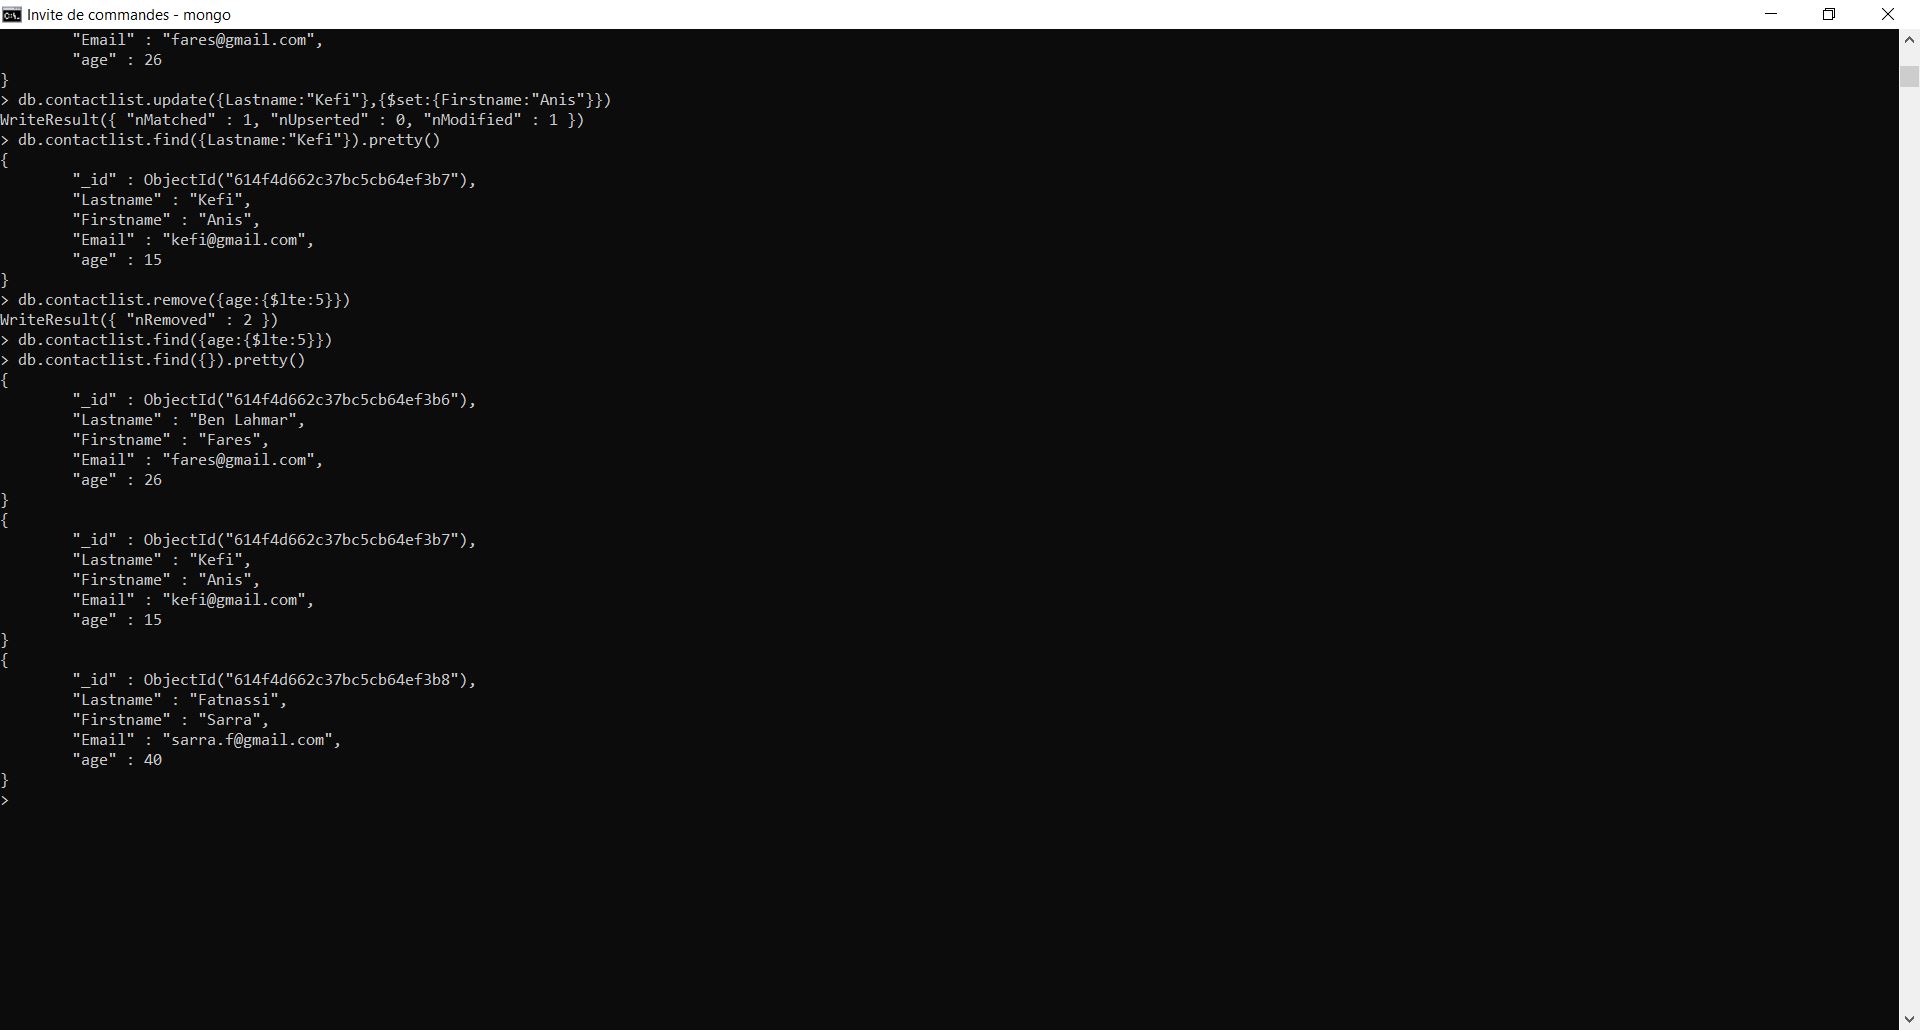 Invite de commandes - mongo
"Email" : "fares@gmail.com",
"age" : 26
}
> db.contactlist.update({Lastname:"Kefi"},{$set:{Firstname:"Anis"}})
WriteResult({ "nMatched" : 1, "nUpserted" : 0, "nModified" : 1 })
> db.contactlist.find({Lastname:"Kefi"}).pretty()
{
"_id" : ObjectId("614f4d662c37bc5cb64ef3b7"),
"Lastname" : "Kefi",
"Firstname" : "Anis",
"Email" : "kefi@gmail.com",
"age" : 15
}
> db.contactlist.remove({age:{$lte:5}})
WriteResult({ "nRemoved" : 2 })
> db.contactlist.find({age:{$lte:5}})
> db.contactlist.find({}).pretty()
{
"_id" : ObjectId("614f4d662c37bc5cb64ef3b6"),
"Lastname" : "Ben Lahmar",
"Firstname" : "Fares",
"Email" : "fares@gmail.com",
"age" : 26
}
{
"_id" : ObjectId("614f4d662c37bc5cb64ef3b7"),
"Lastname" : "Kefi",
"Firstname" : "Anis",
"Email" : "kefi@gmail.com",
"age" : 15
}
{
"_id" : ObjectId("614f4d662c37bc5cb64ef3b8"),
"Lastname" : "Fatnassi",
"Firstname" : "Sarra",
"Email" : "sarra.f@gmail.com",
"age" : 40
}
>